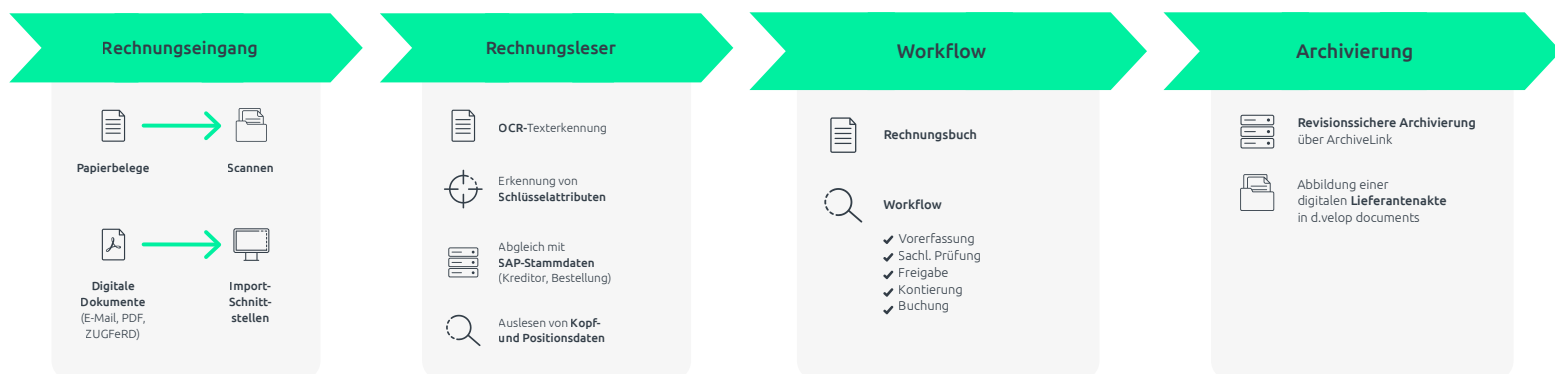 Rechnungseingang
Papierbelege
Scannen
Digitale
Dokumente
(E-Mail, PDF,
ZUGFeRD)
Import-
Schnitt-
stellen
Rechnungsleser
OCR-Texterkennung
Erkennung von
Schlüsselattributen
Abgleich mit
SAP-Stammdaten
(Kreditor, Bestellung)
Auslesen von Kopf-
und Positionsdaten
Workflow
Rechnungsbuch
Workflow
Vorerfassung
Sachl. Prüfung
Freigabe
Kontierung
Buchung
Archivierung
Revisionssichere Archivierung
über ArchiveLink
Abbildung einer
digitalen Lieferantenakte
in d.velop documents